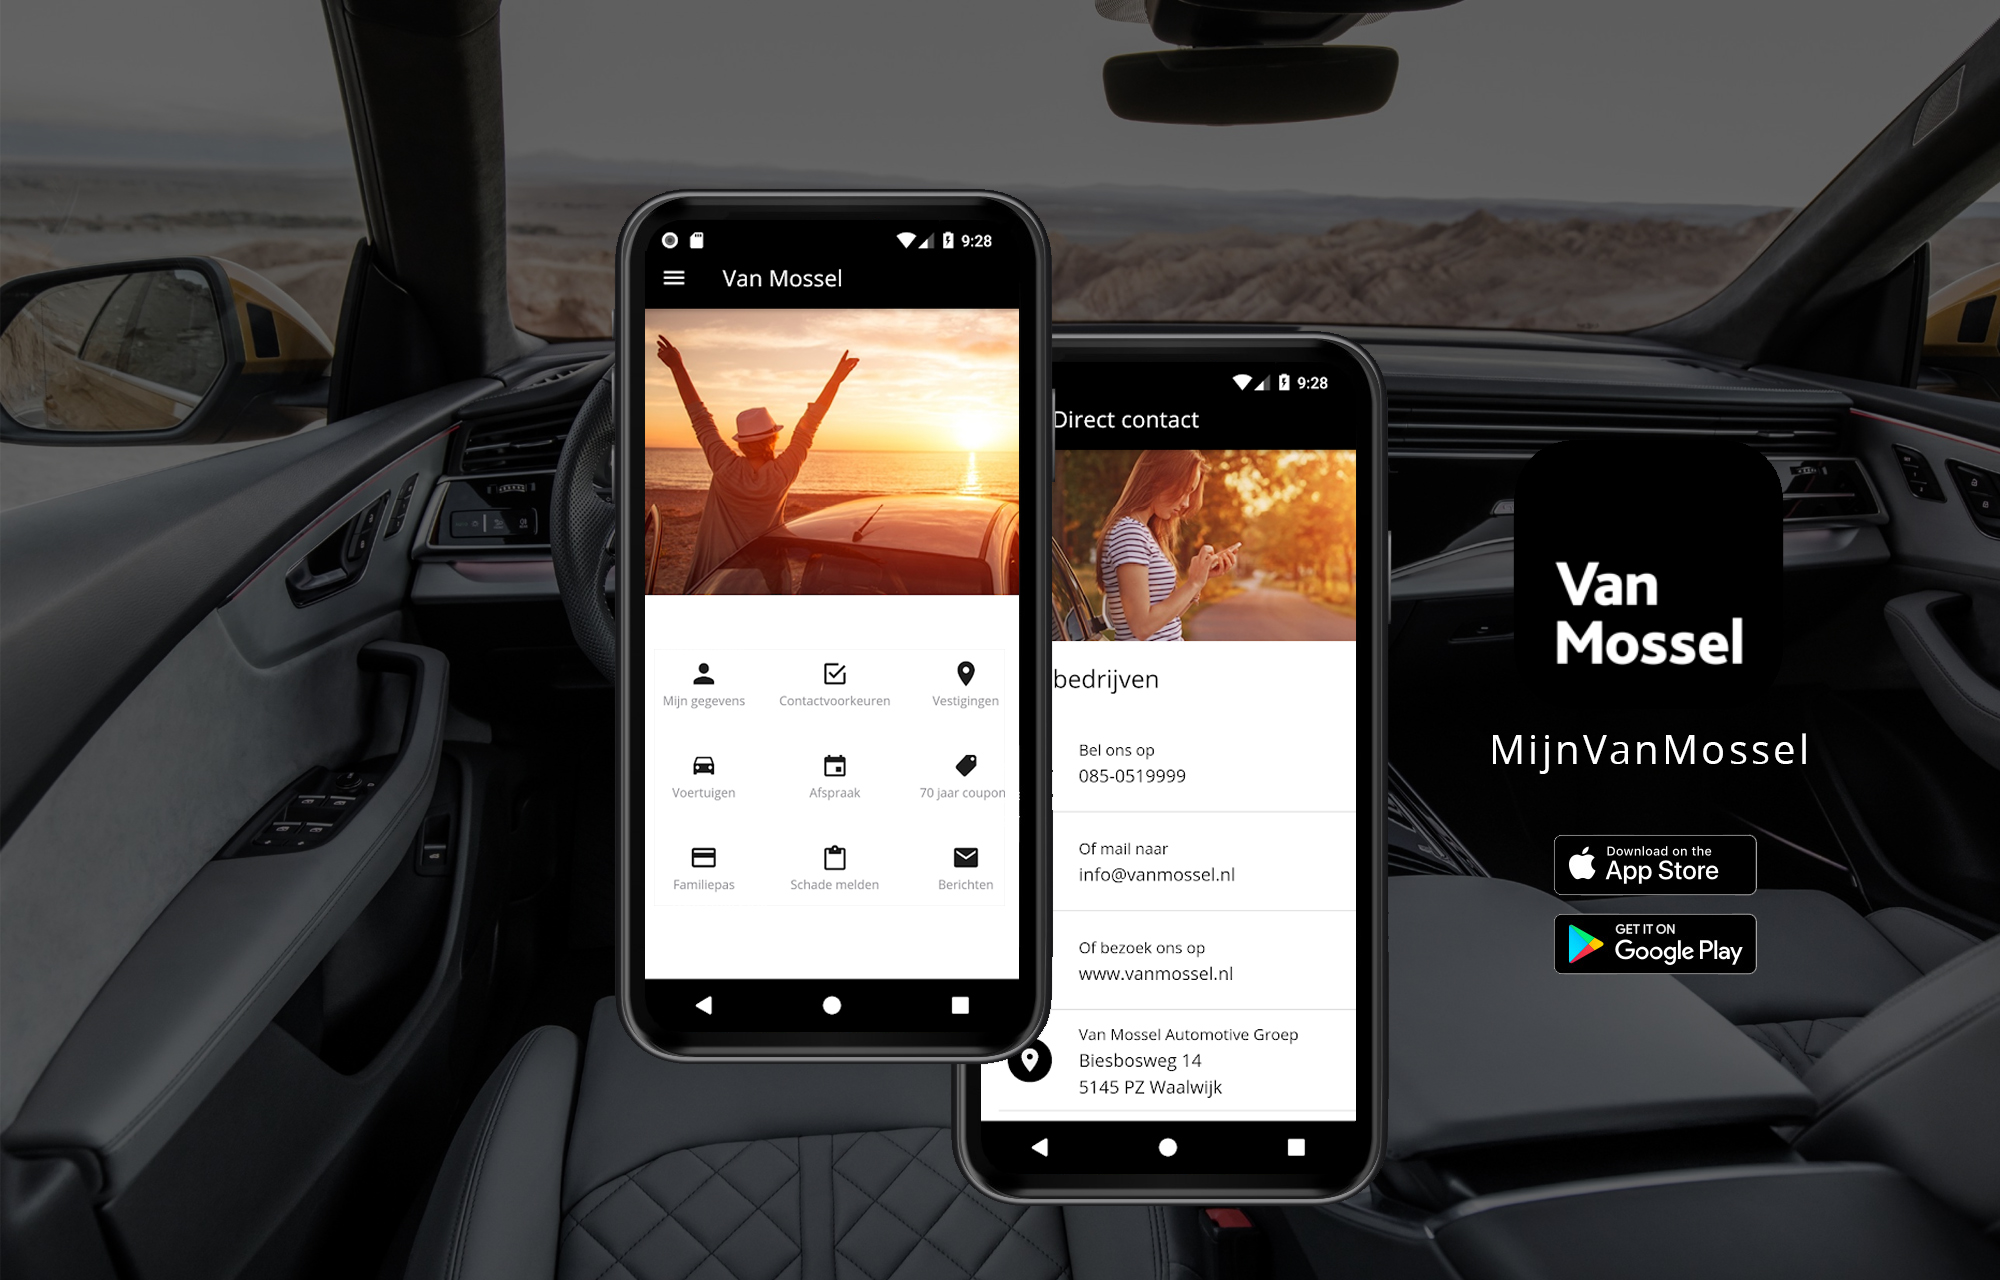 9:28
Van Mossel
Mijn gegevens
Contactvoorkeuren
Vestigingen
Voertuigen
Afspraak
70 jaar coupon
Familiepas
Schade melden
Berichten
9:28
Direct contact
bedrijven
Bel ons op
085-0519999
Of mail naar
info@vanmossel.nl
Of bezoek ons op
www.vanmossel.nl
Van Mossel Automotive Groep
Biesbosweg 14
5145 PZ Waalwijk
Van
Mossel
MijnVanMossel
Download on the
App Store
GET IT ON
Google Play